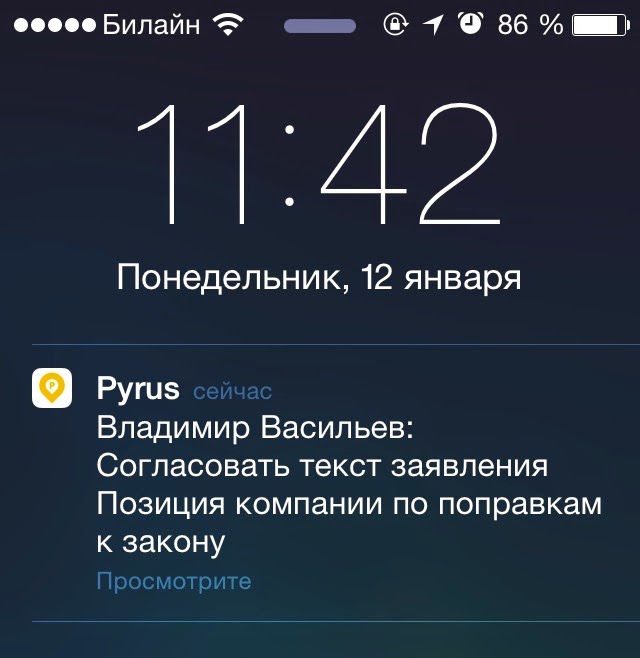 Билайн 86 %
11:42
Понедельник, 12 января
Pyrus сейчас
Владимир Васильев:
Согласовать текст заявления
Позиция компании по поправкам
к закону
Просмотрите